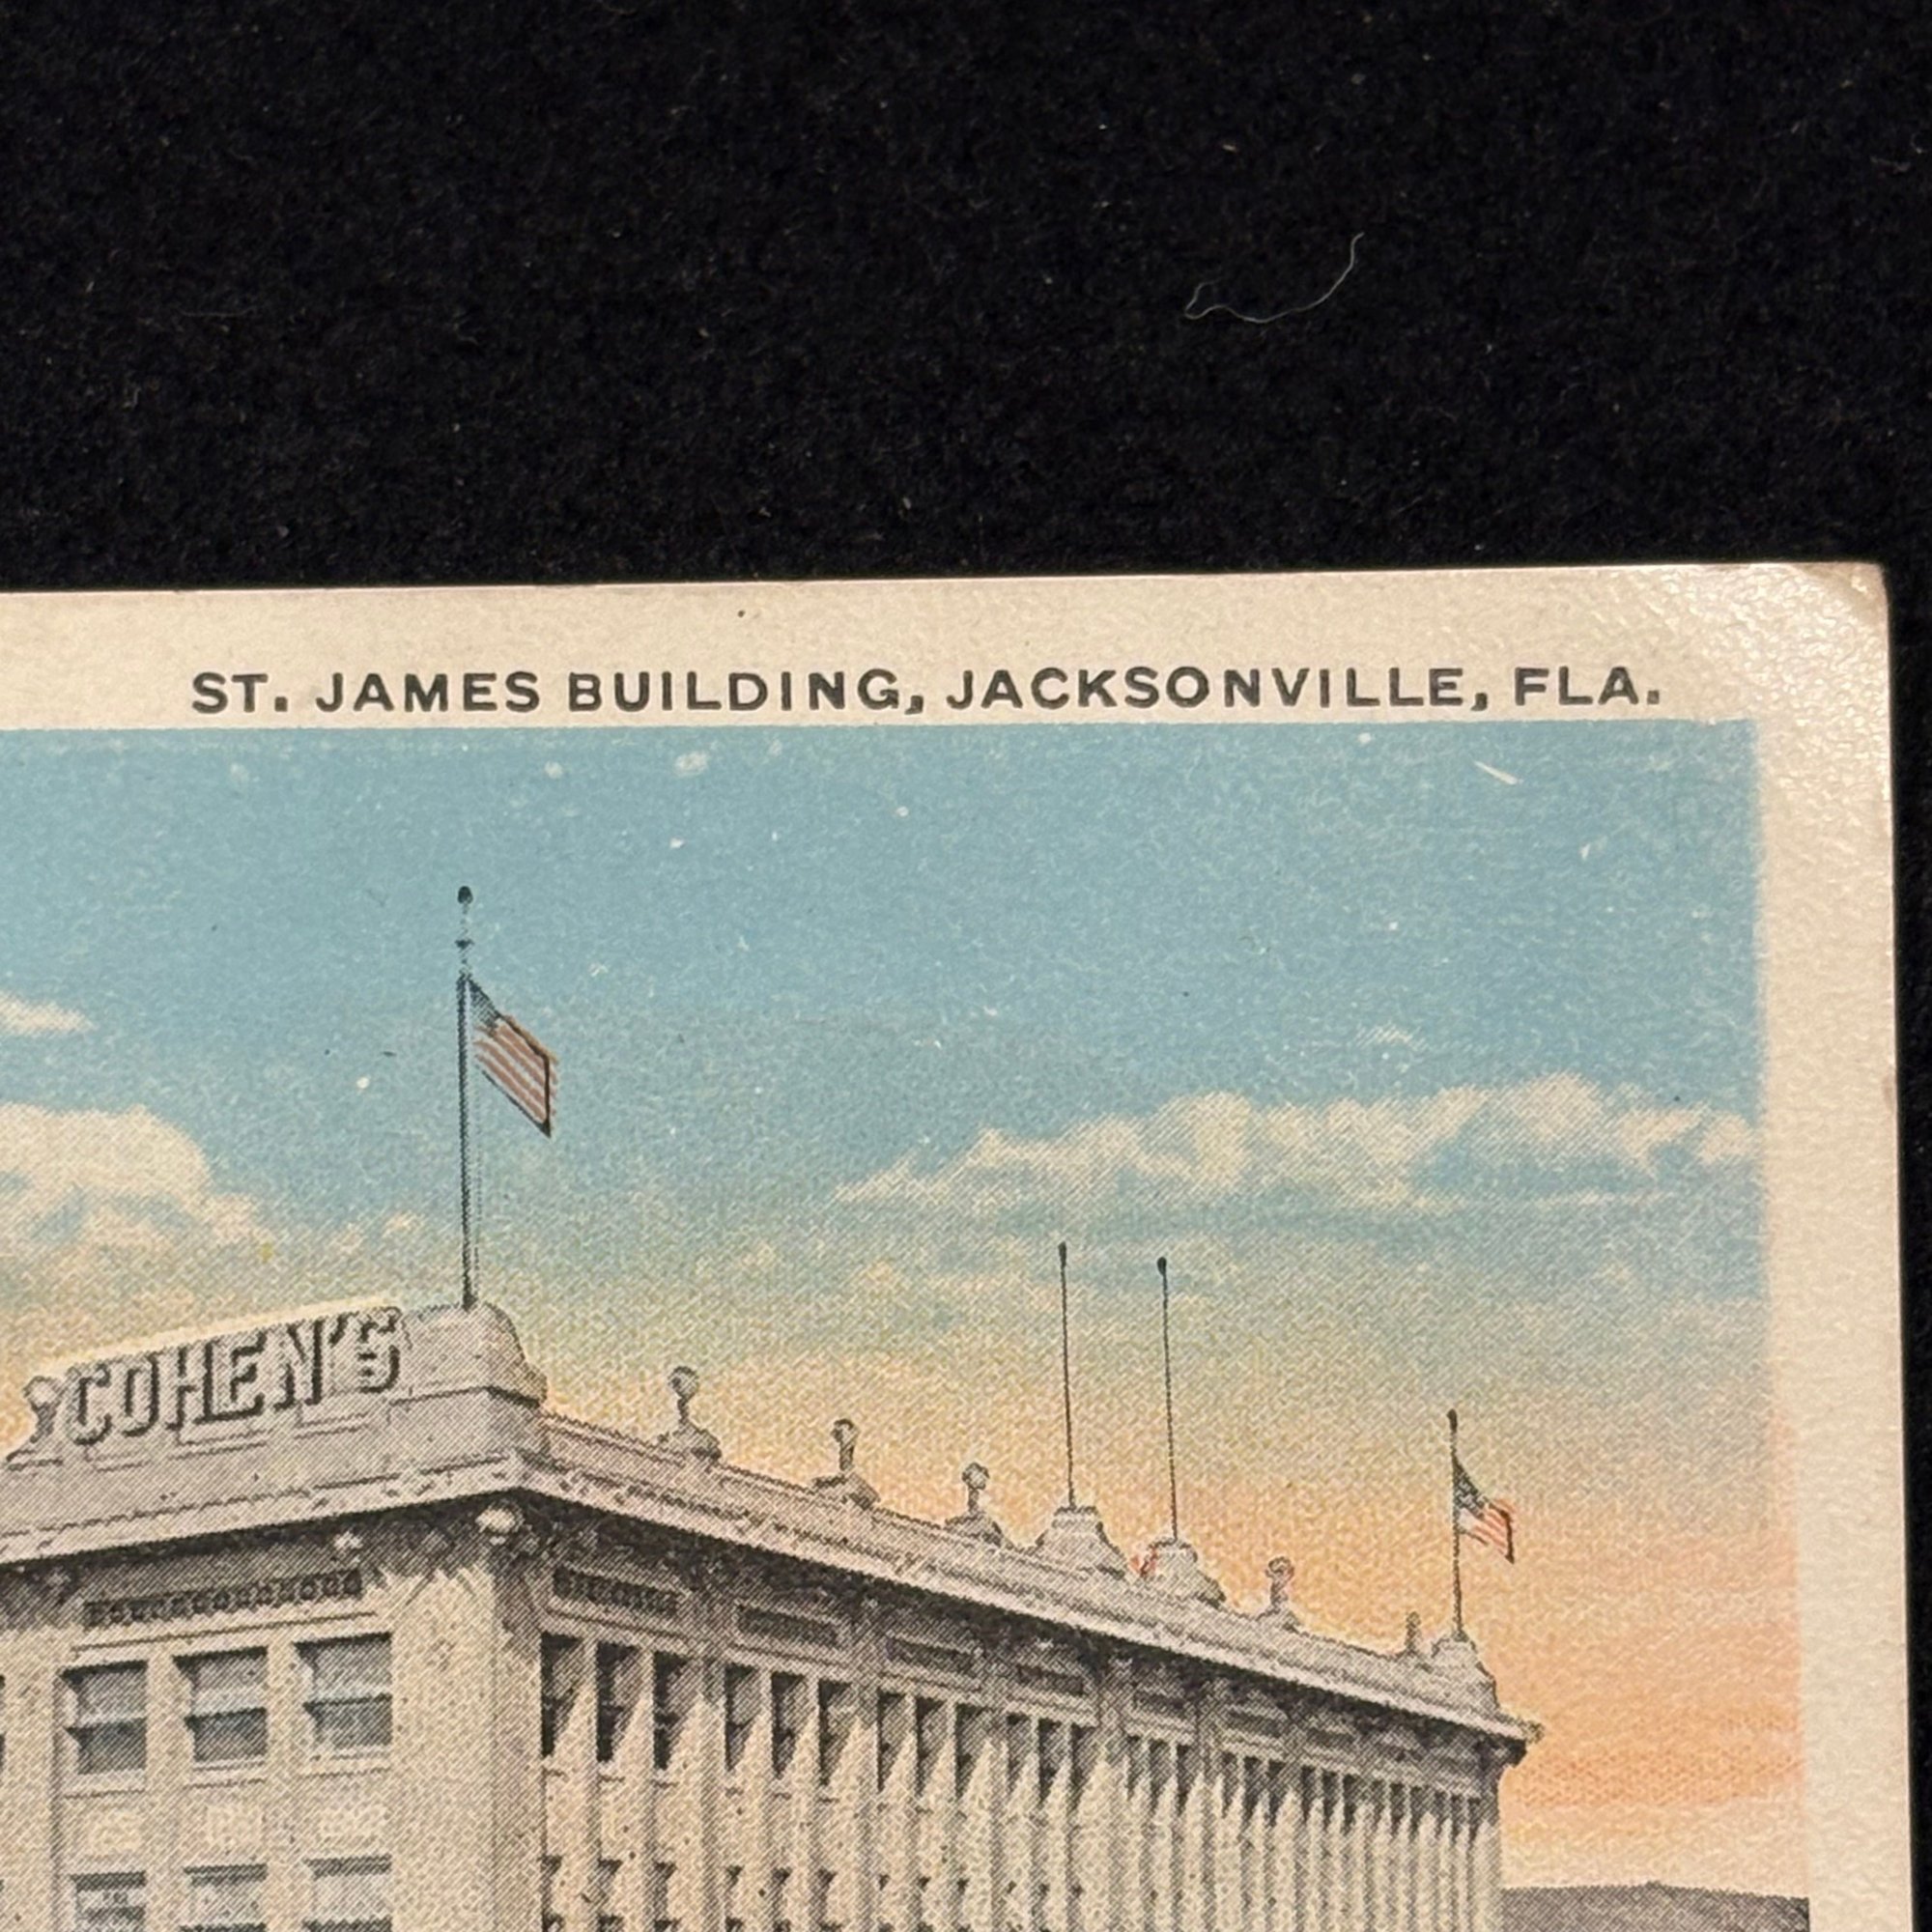 ST. JAMES BUILDING, JACKSONVILLE, FLA.
COHEN'S